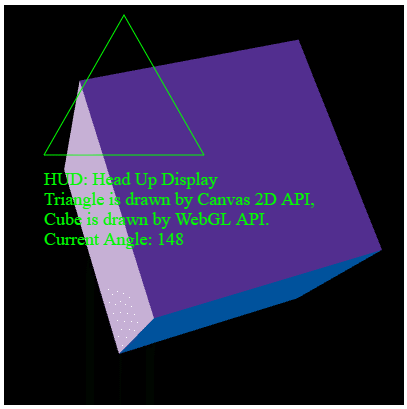 HUD: Head Up Display
Triangle is drawn by Canvas 2D API,
Cube is drawn by WebGL API.
Current Angle: 148